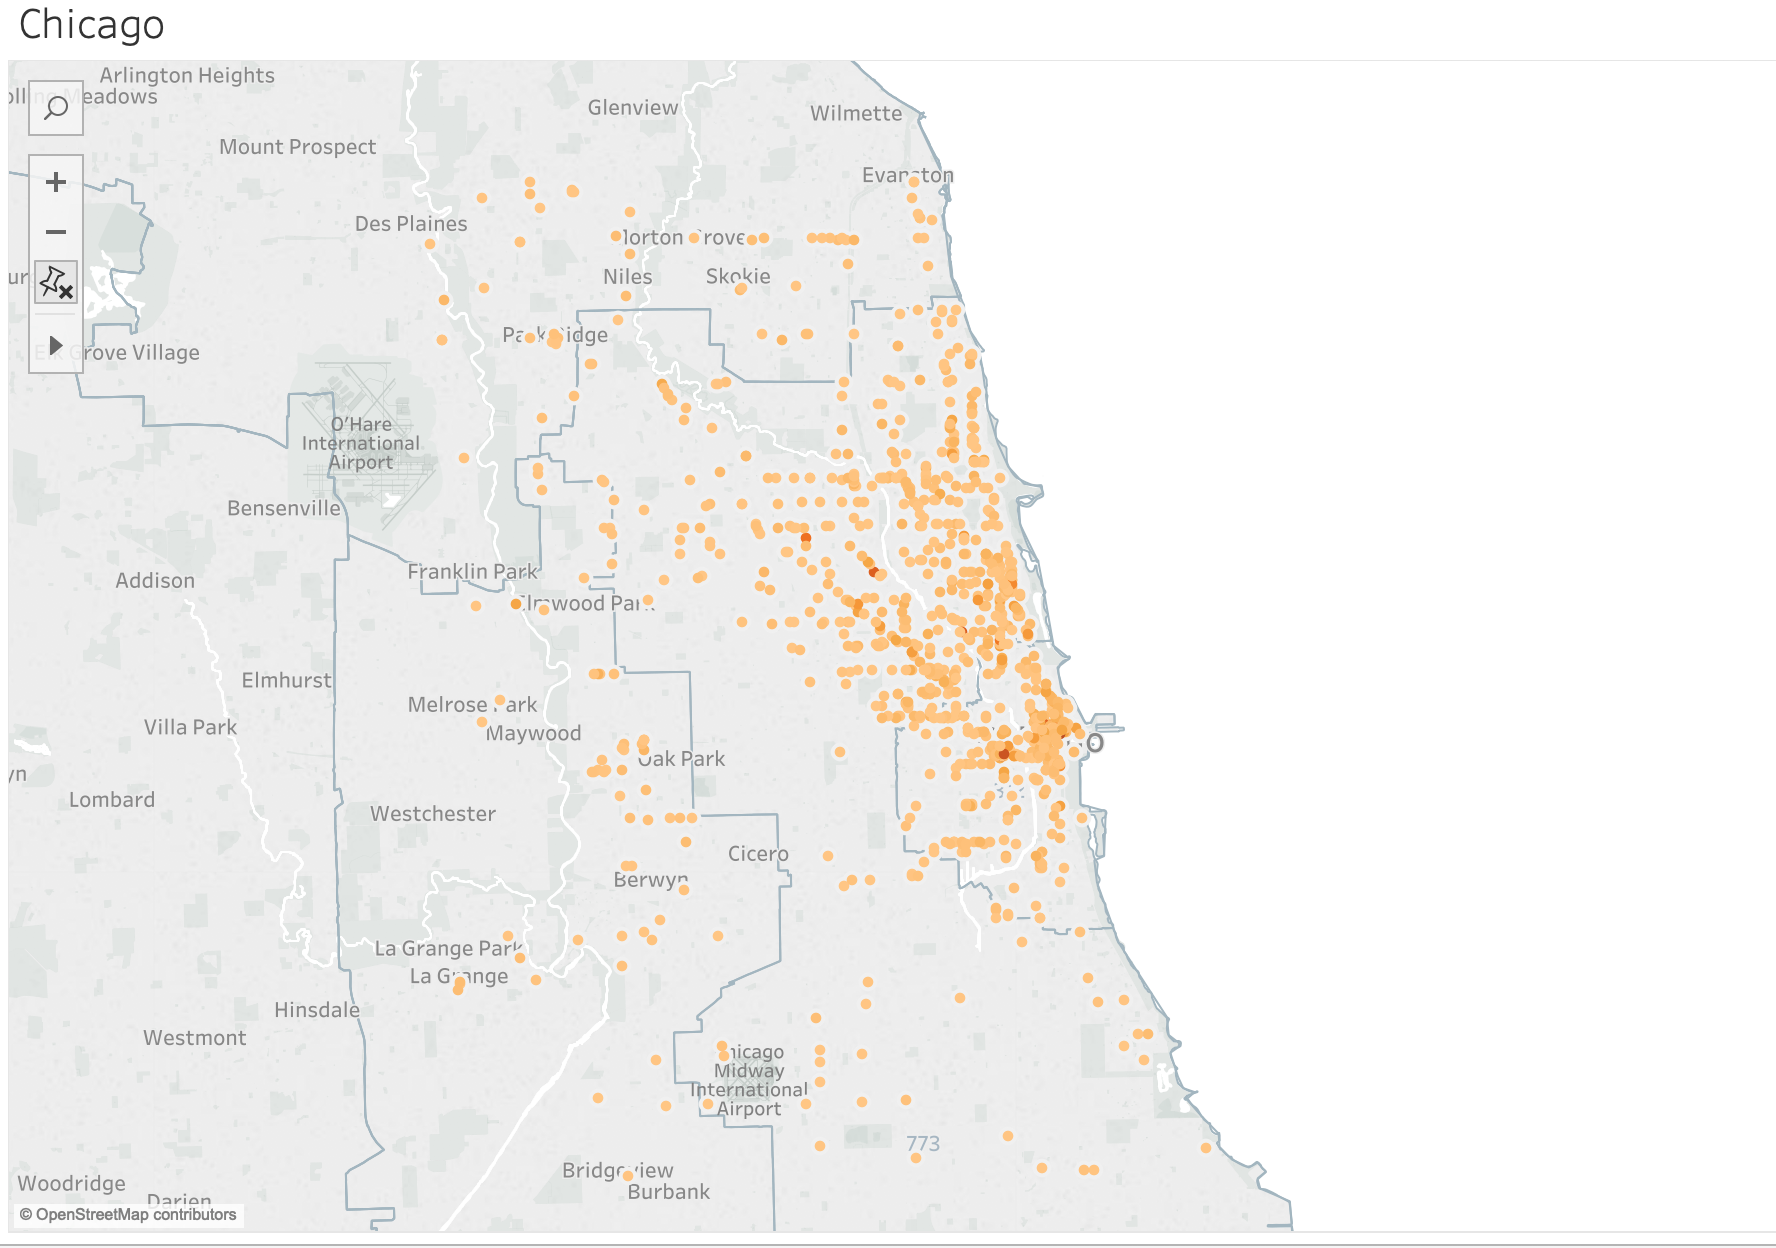 Chicago
Arlington Heights
Meadows
Glenview
Wilmette
Mount Prospect
Evanston
Des Plaines
Morton Grove
Niles
Skokie
Park Ridge
Elk Grove Village
O'Hare
International
Airport
Bensenville
Franklin Park
Addison
Elmwood Park
Elmhurst
Melrose Park
Villa Park
Maywood
Oak Park
yn
Lombard
Westchester
Cicero
Berwyn
La Grange Park
La Grange
Hinsdale
Westmont
Chicago
Midway
International
Airport
773
Bridgeview
Woodridge
Burbank
Darien
© OpenStreetMap contributors